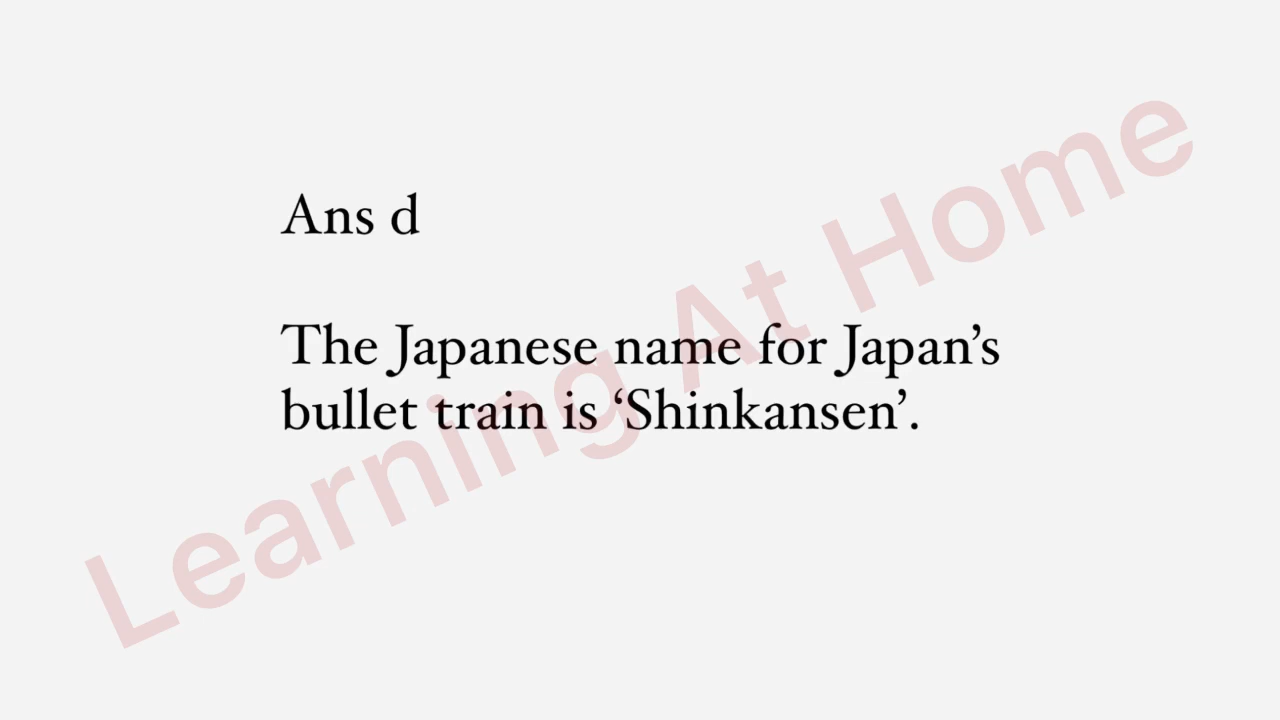 Ans d
The Japanese name for Japan’s
bullet train is ‘Shinkansen’.
Learning At Home